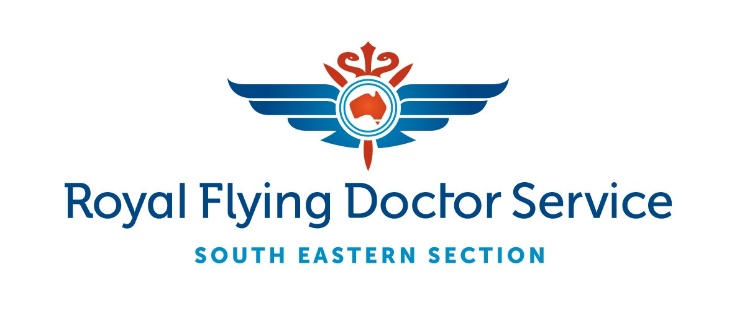 Royal Flying Doctor Service
SOUTH EASTERN SECTION